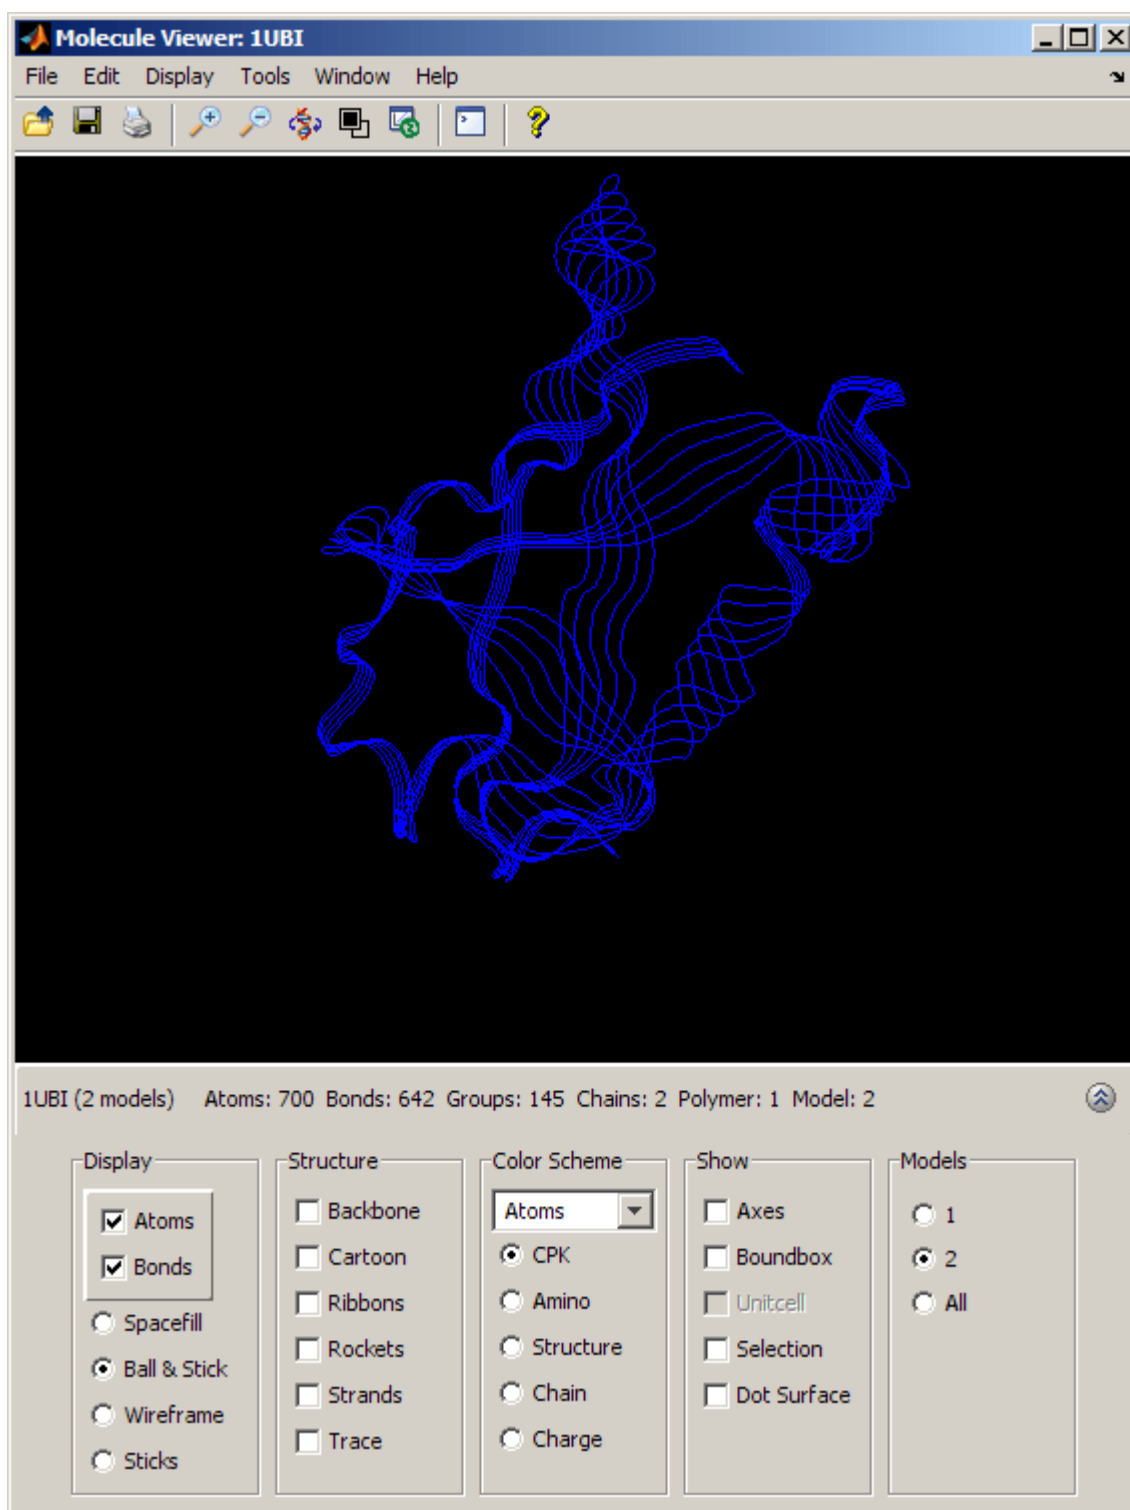 Molecule Viewer: 1UBI
File Edit Display Tools Window Help
1UBI (2 models) Atoms: 700 Bonds: 642 Groups: 145 Chains: 2 Polymer: 1 Model: 2
Display Structure Color Scheme Show Models
Atoms Backbone Atoms Axes 1
Bonds Cartoon CPK Boundbox 2
Spacefill Ribbons Amino Unitcell All
Ball & Stick Rockets Structure Selection
Wireframe Strands Chain Dot Surface
Sticks Trace Charge